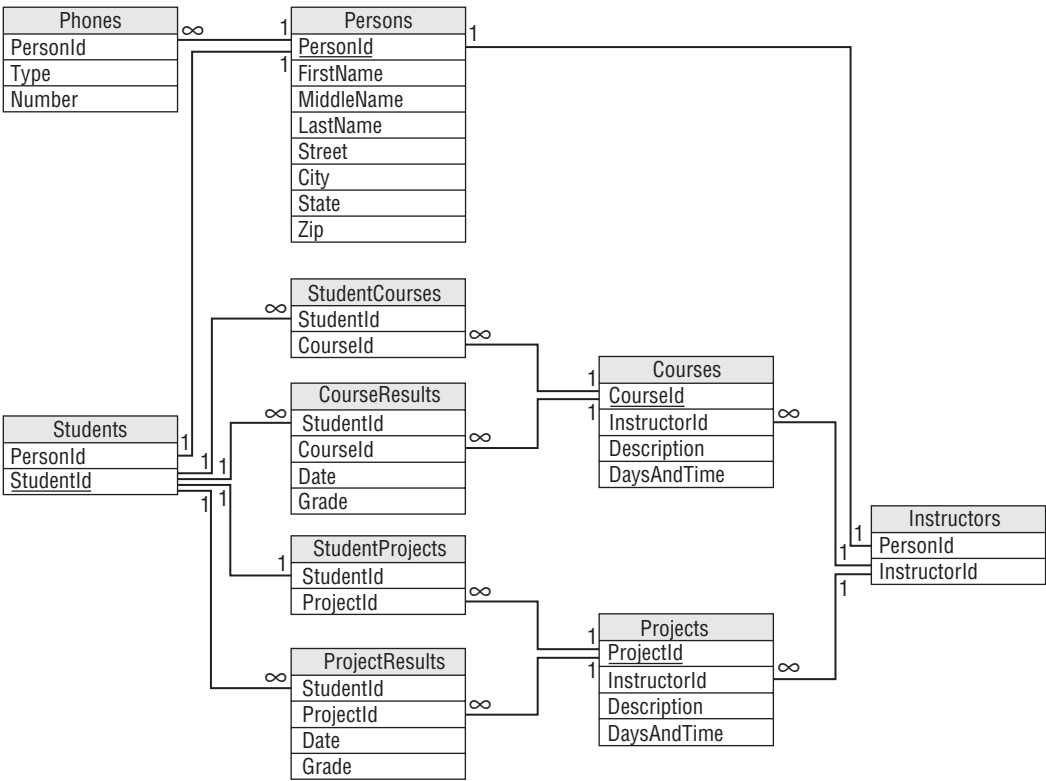 Phones
PersonId
Type
Number
∞
1
1
Persons
PersonId
FirstName
MiddleName
LastName
Street
City
State
Zip
1
StudentCourses
StudentId
CourseId
∞
∞
CourseResults
StudentId
CourseId
Date
Grade
∞
∞
Students
PersonId
StudentId
1
1
1
1
1
StudentProjects
StudentId
ProjectId
1
∞
ProjectResults
StudentId
ProjectId
Date
Grade
∞
∞
Courses
CourseId
InstructorId
Description
DaysAndTime
1
1
∞
Projects
ProjectId
InstructorId
Description
DaysAndTime
1
1
∞
Instructors
PersonId
InstructorId
1
1
1